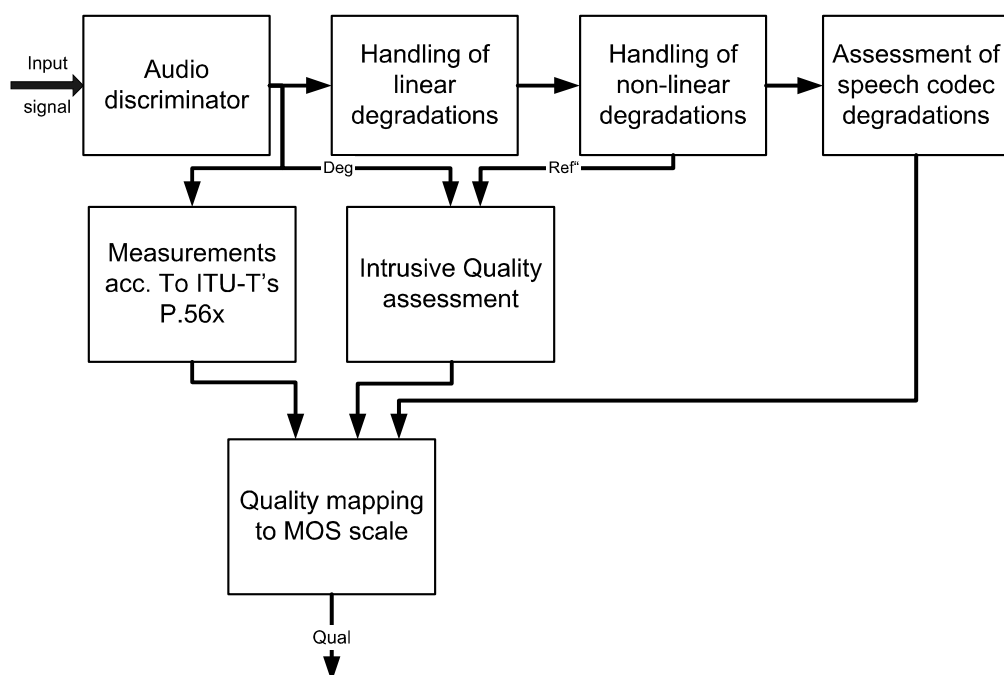 Input
signal
Audio
discriminator
Handling of
linear
degradations
Handling of
non-linear
degradations
Assessment of
speech codec
degradations
Deg
Ref“
Measurements
acc. To ITU-T’s
P.56x
Intrusive Quality
assessment
Quality mapping
to MOS scale
Qual